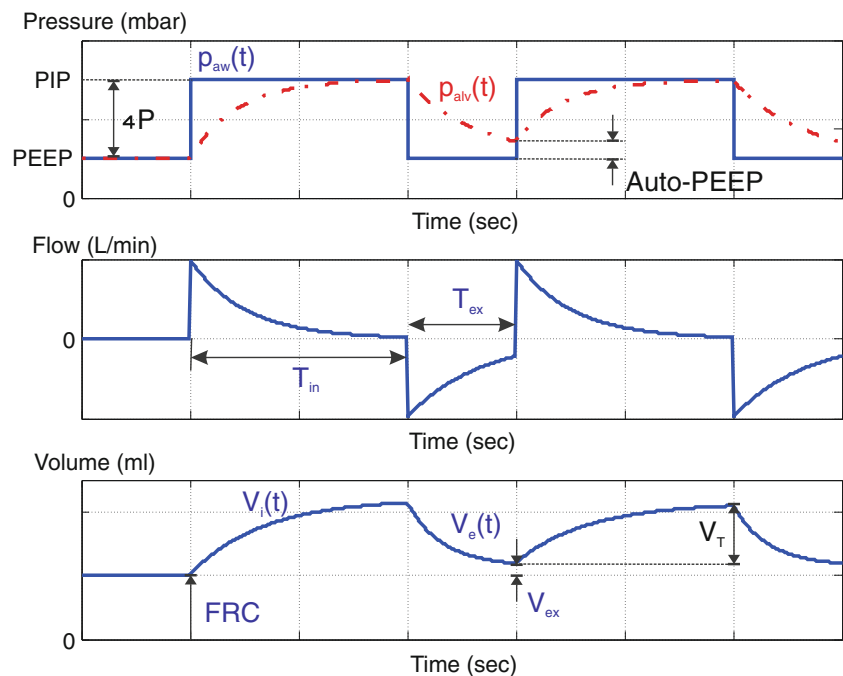 Pressure (mbar)
PIP
p_aw(t)
p_alv(t)
4P
PEEP
Auto-PEEP
0
Time (sec)
Flow (L/min)
0
T_ex
T_in
Time (sec)
Volume (ml)
V_i(t)
V_e(t)
V_T
FRC
V_ex
0
Time (sec)